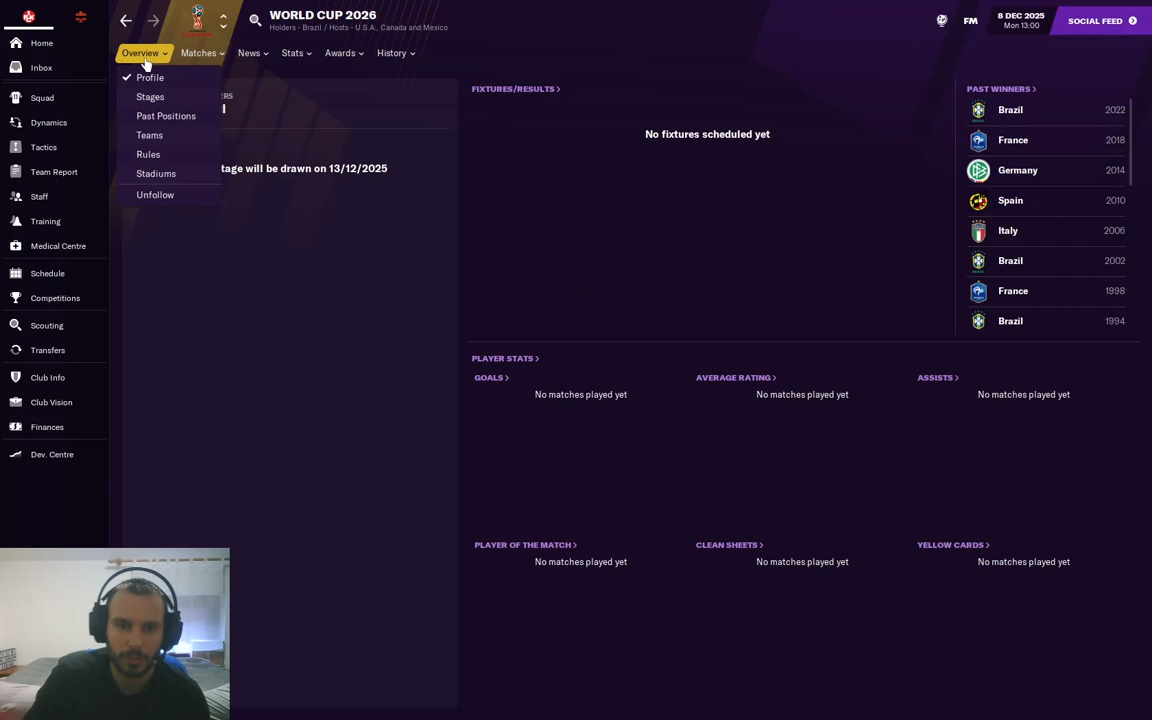 WORLD CUP 2026
Holders - Brazil / Hosts - U.S.A., Canada and Mexico
FM
8 DEC 2025
Mon 13:00
SOCIAL FEED
Home
Inbox
Squad
Dynamics
Tactics
Team Report
Staff
Training
Medical Centre
Schedule
Competitions
Scouting
Transfers
Club Info
Club Vision
Finances
Dev. Centre
Overview
Matches
News
Stats
Awards
History
Profile
Stages
Past Positions
Teams
Rules
Stadiums
Unfollow
ERS
tage will be drawn on 13/12/2025
FIXTURES/RESULTS
No fixtures scheduled yet
PAST WINNERS
Brazil 2022
France 2018
Germany 2014
Spain 2010
Italy 2006
Brazil 2002
France 1998
Brazil 1994
PLAYER STATS
GOALS
No matches played yet
AVERAGE RATING
No matches played yet
ASSISTS
No matches played yet
PLAYER OF THE MATCH
No matches played yet
CLEAN SHEETS
No matches played yet
YELLOW CARDS
No matches played yet